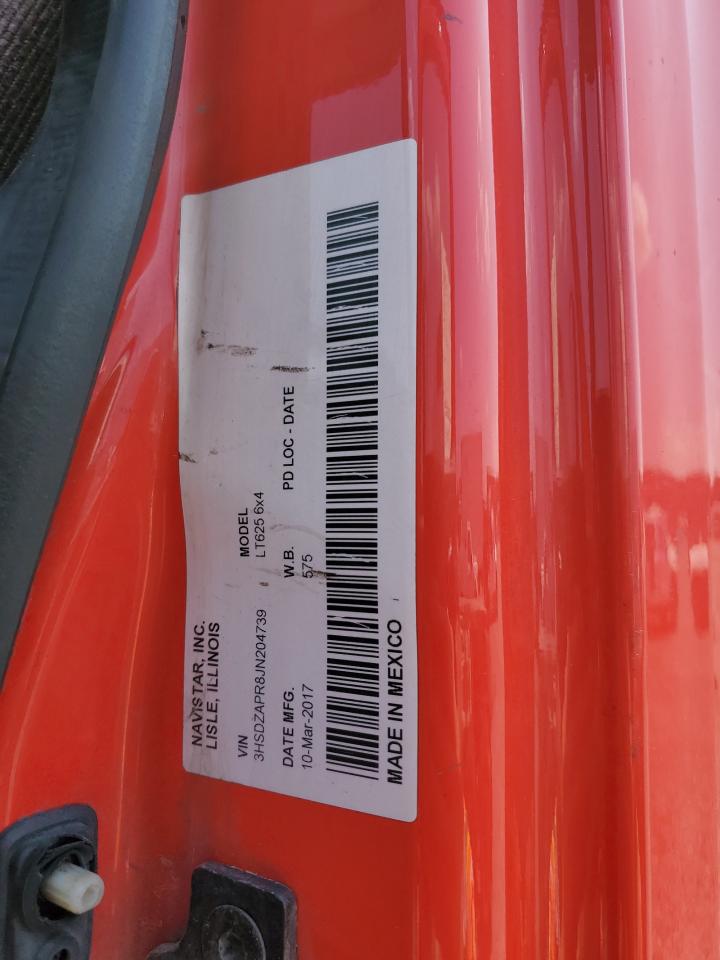 NAVISTAR, INC.
LISLE, ILLINOIS
VIN MODEL
3HSDZAPR8JN204739 LT625 6x4
DATE MFG. W.B. PD LOC - DATE
10-Mar-2017 575
MADE IN MEXICO